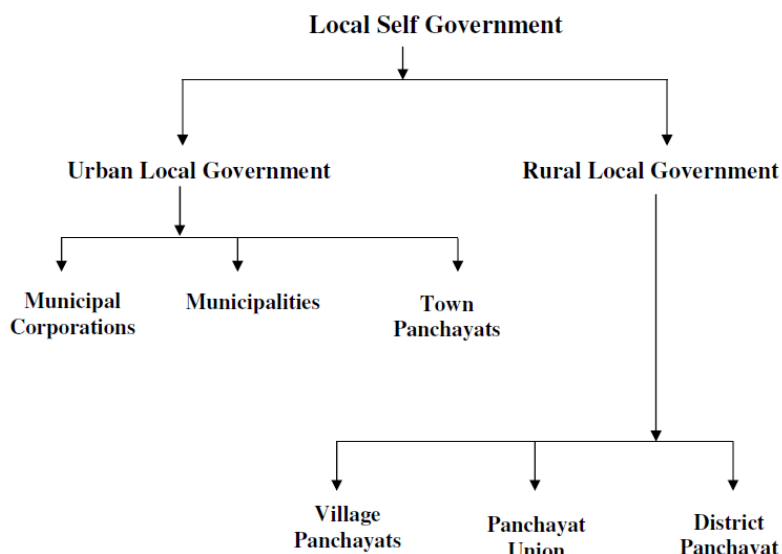 Local Self Government
Urban Local Government
Rural Local Government
Municipal
Corporations
Municipalities
Town
Panchayats
Village
Panchayats
Panchayat
Union
District
Panchayat